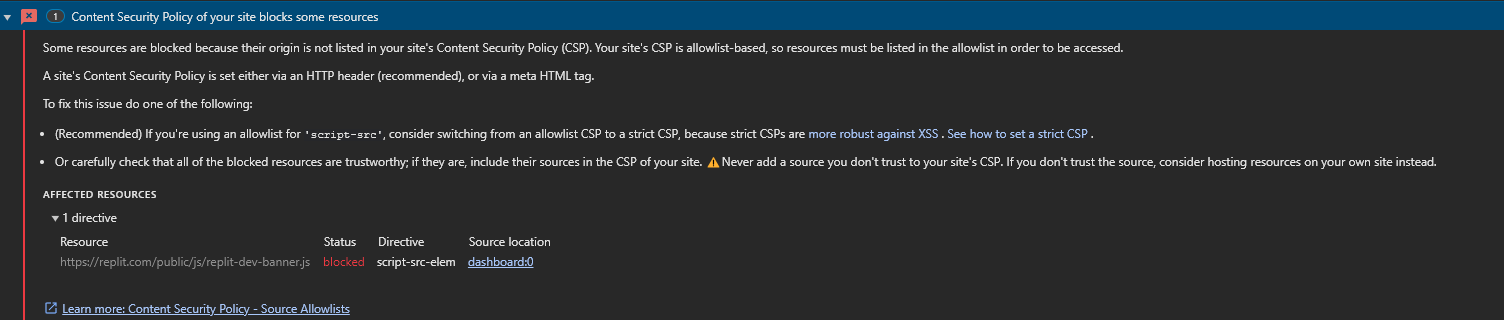 1 Content Security Policy of your site blocks some resources
Some resources are blocked because their origin is not listed in your site's Content Security Policy (CSP). Your site's CSP is allowlist-based, so resources must be listed in the allowlist in order to be accessed.
A site's Content Security Policy is set either via an HTTP header (recommended), or via a meta HTML tag.
To fix this issue do one of the following:
• (Recommended) If you're using an allowlist for 'script-src', consider switching from an allowlist CSP to a strict CSP, because strict CSPs are more robust against XSS . See how to set a strict CSP .
• Or carefully check that all of the blocked resources are trustworthy; if they are, include their sources in the CSP of your site. ⚠️Never add a source you don't trust to your site's CSP. If you don't trust the source, consider hosting resources on your own site instead.
AFFECTED RESOURCES
1 directive
Resource Status Directive Source location
https://replit.com/public/js/replit-dev-banner.js blocked script-src-elem dashboard:0
Learn more: Content Security Policy - Source Allowlists